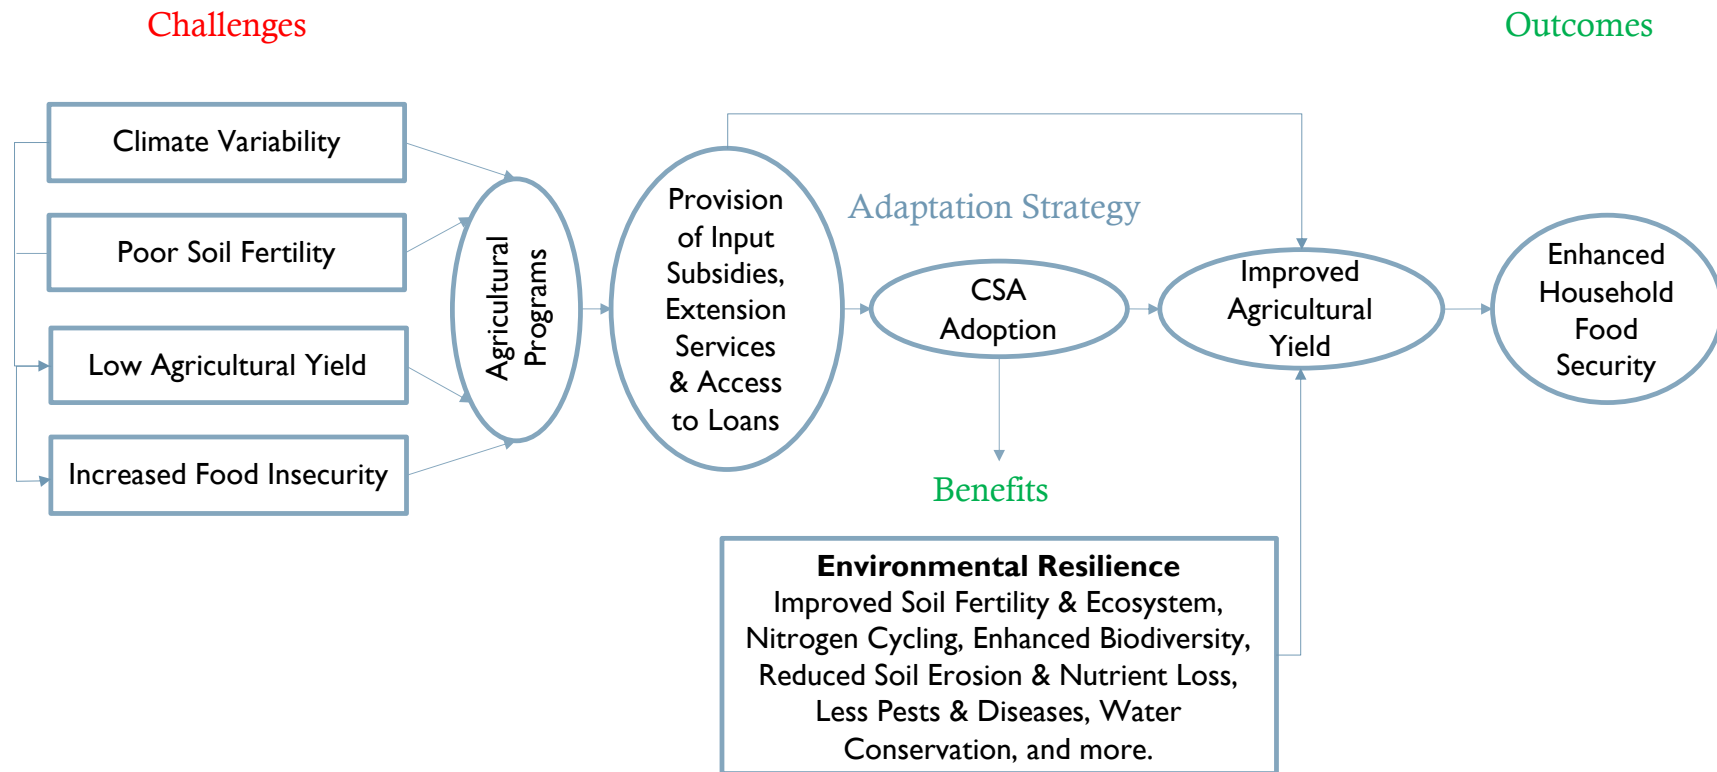 Challenges
Outcomes
Climate Variability
Poor Soil Fertility
Low Agricultural Yield
Increased Food Insecurity
Agricultural
Programs
Provision
of Input
Subsidies,
Extension
Services
& Access
to Loans
Adaptation Strategy
CSA
Adoption
Improved
Agricultural
Yield
Enhanced
Household
Food
Security
Benefits
Environmental Resilience
Improved Soil Fertility & Ecosystem,
Nitrogen Cycling, Enhanced Biodiversity,
Reduced Soil Erosion & Nutrient Loss,
Less Pests & Diseases, Water
Conservation, and more.